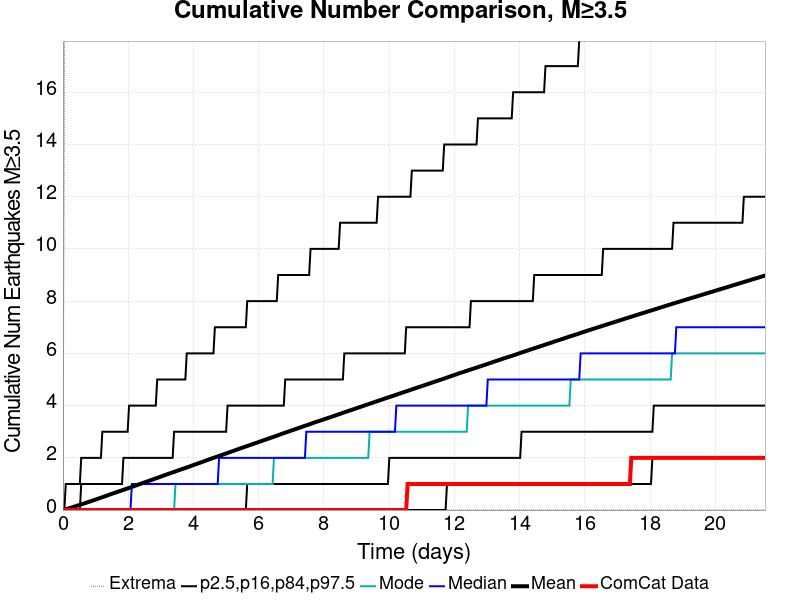 Cumulative Number Comparison, M≥3.5
Cumulative Num Earthquakes M≥3.5
16
14
12
10
8
6
4
2
0
0 2 4 6 8 10 12 14 16 18 20
Time (days)
Extrema p2.5,p16,p84,p97.5 Mode Median Mean ComCat Data